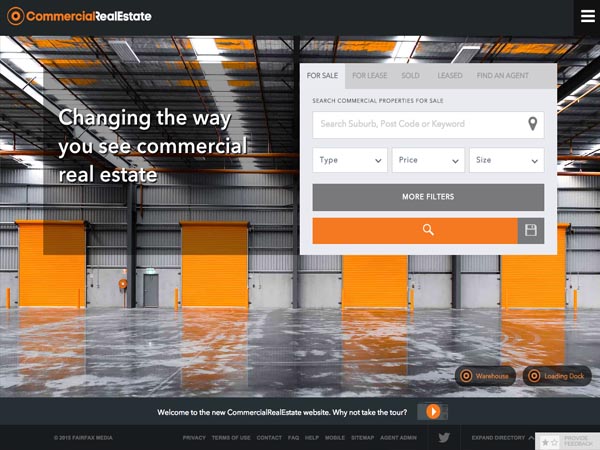 CommercialRealEstate
FOR SALE FOR LEASE SOLD LEASED FIND AN AGENT
SEARCH COMMERCIAL PROPERTIES FOR SALE
Search Suburb, Post Code or Keyword
Type Price Size
MORE FILTERS
Changing the way
you see commercial
real estate
Warehouse Loading Dock
Welcome to the new CommercialRealEstate website. Why not take the tour?
© 2015 FAIRFAX MEDIA PRIVACY TERMS OF USE CONTACT FAQ HELP MOBILE SITEMAP AGENT ADMIN EXPAND DIRECTORY
PROVIDE
FEEDBACK